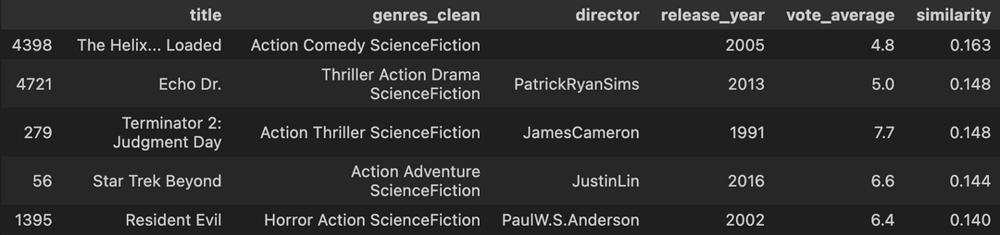 title genres_clean director release_year vote_average similarity
4398 The Helix... Loaded Action Comedy ScienceFiction 2005 4.8 0.163
4721 Echo Dr. Thriller Action Drama ScienceFiction PatrickRyanSims 2013 5.0 0.148
279 Terminator 2: Judgment Day Action Thriller ScienceFiction JamesCameron 1991 7.7 0.148
56 Star Trek Beyond Action Adventure ScienceFiction JustinLin 2016 6.6 0.144
1395 Resident Evil Horror Action ScienceFiction PaulW.S.Anderson 2002 6.4 0.140